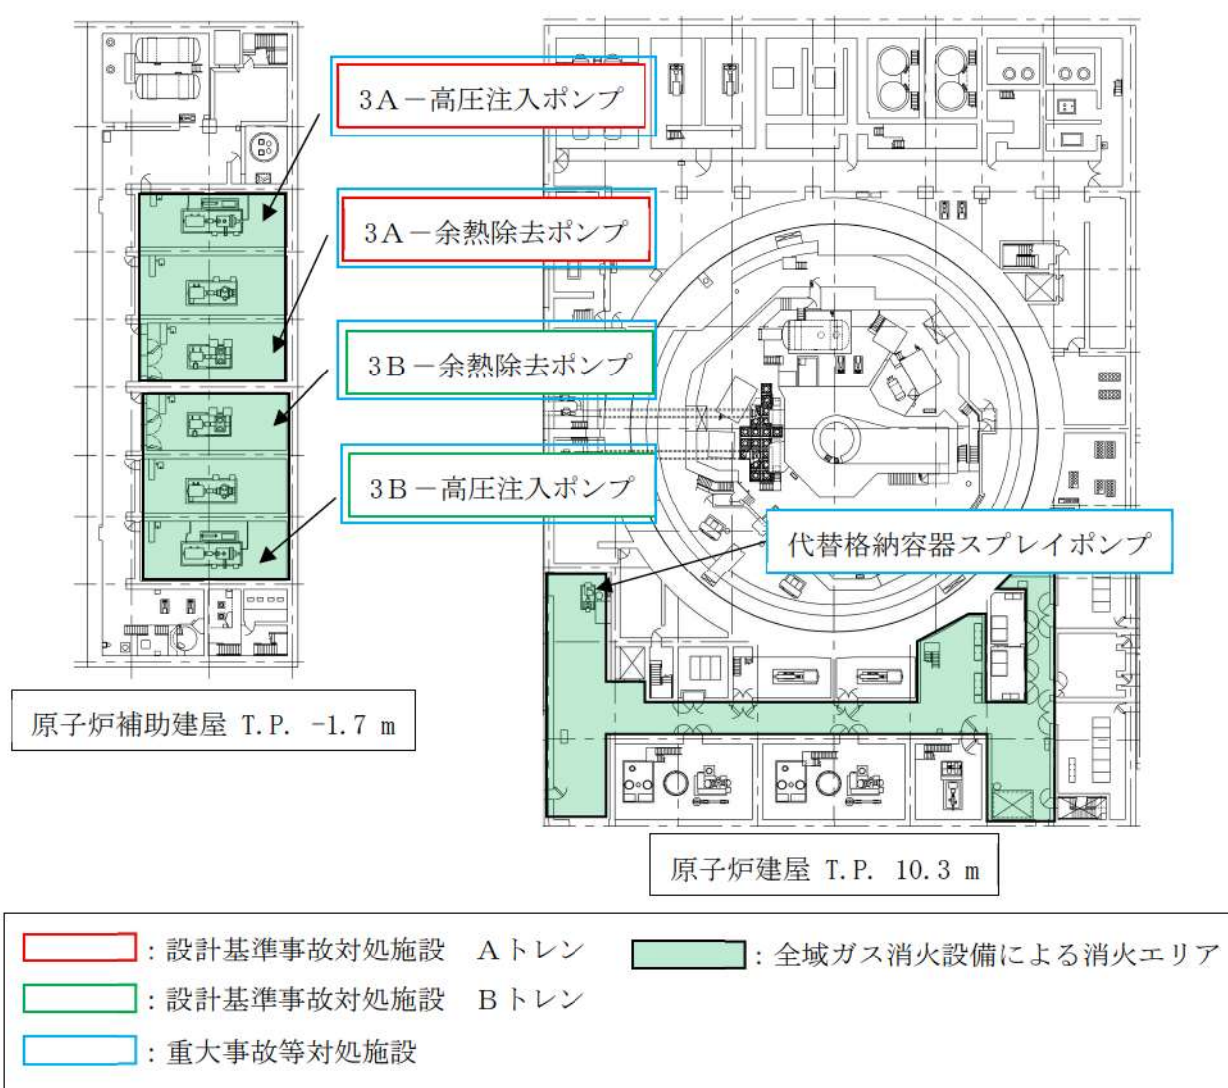 3A-高圧注入ポンプ
3A-余熱除去ポンプ
3B-余熱除去ポンプ
3B-高圧注入ポンプ
代替格納容器スプレイポンプ
原子炉補助建屋 T.P. -1.7 m
原子炉建屋 T.P. 10.3 m
:設計基準事故対処施設 Aトレン
:設計基準事故対処施設 Bトレン
:重大事故等対処施設
:全域ガス消火設備による消火エリア